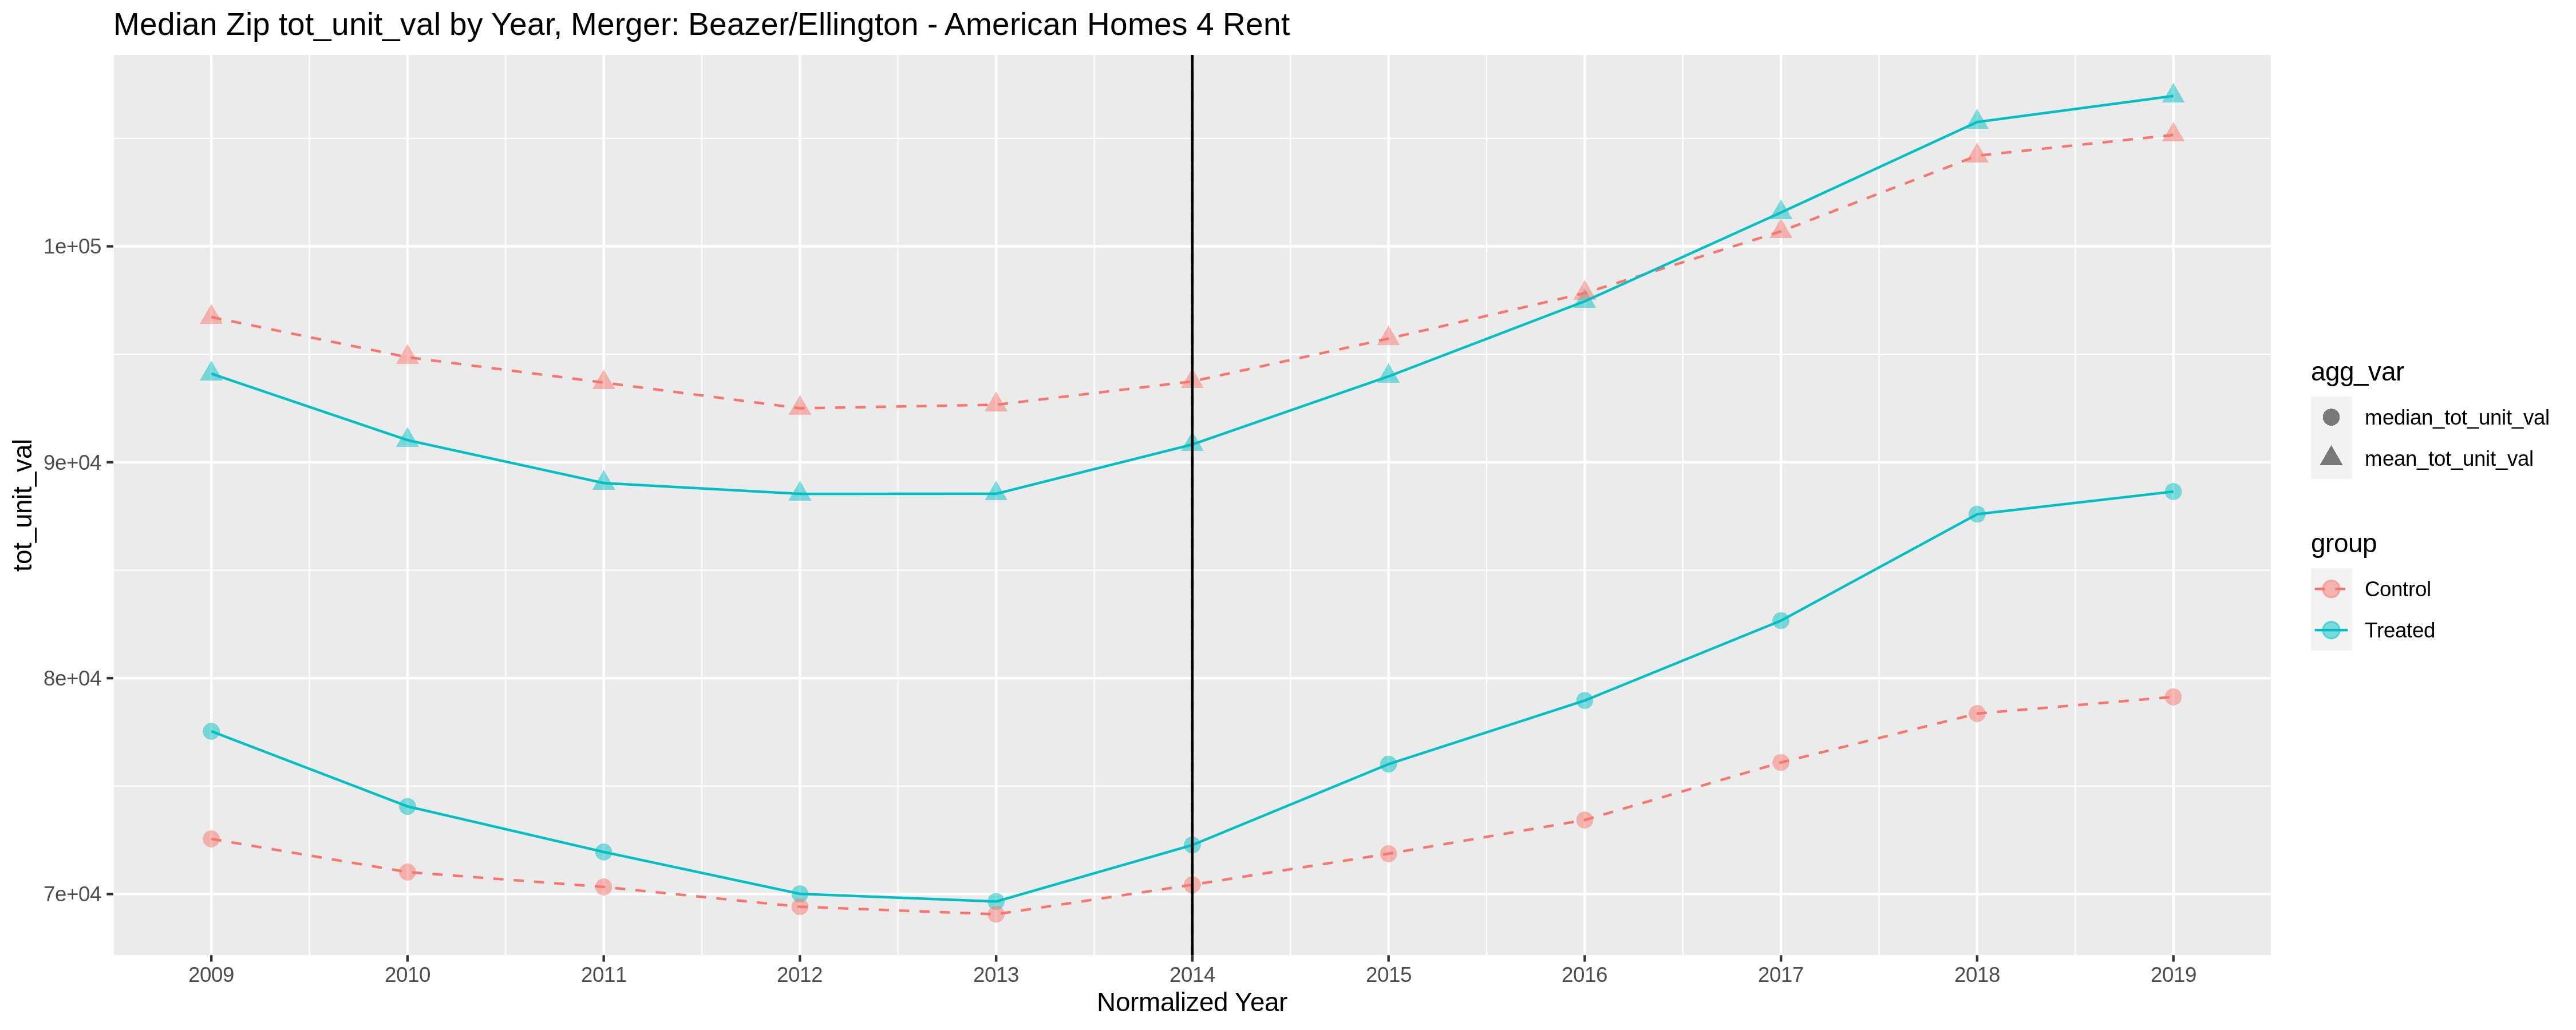 Median Zip tot_unit_val by Year, Merger: Beazer/Ellington - American Homes 4 Rent
tot_unit_val
1e+05
9e+04
8e+04
7e+04
2009 2010 2011 2012 2013 2014 2015 2016 2017 2018 2019
Normalized Year
agg_var
median_tot_unit_val
mean_tot_unit_val
group
Control
Treated